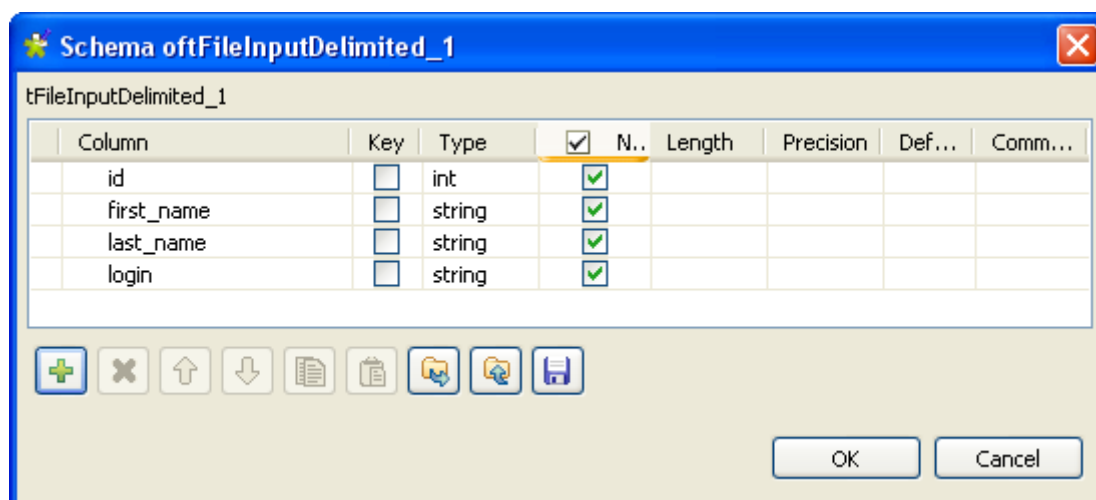 Schema oftFileInputDelimited_1
tFileInputDelimited_1
Column Key Type N.. Length Precision Def... Comm...
id int
first_name string
last_name string
login string
OK Cancel